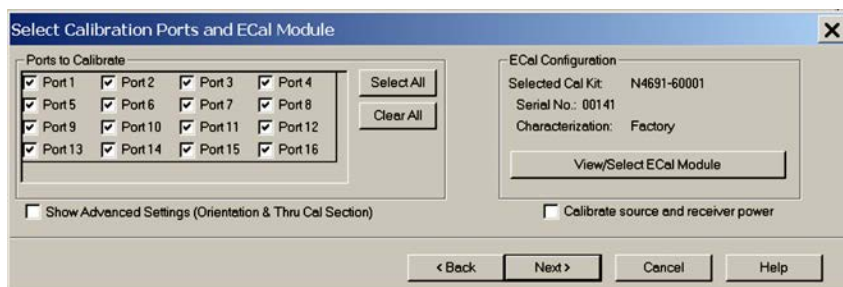 Select Calibration Ports and ECal Module
Ports to Calibrate
Port 1 Port 2 Port 3 Port 4
Port 5 Port 6 Port 7 Port 8
Port 9 Port 10 Port 11 Port 12
Port 13 Port 14 Port 15 Port 16
Select All
Clear All
Show Advanced Settings (Orientation & Thru Cal Section)
ECal Configuration
Selected Cal Kit: N4691-60001
Serial No.: 00141
Characterization: Factory
View/Select ECal Module
Calibrate source and receiver power
< Back Next > Cancel Help